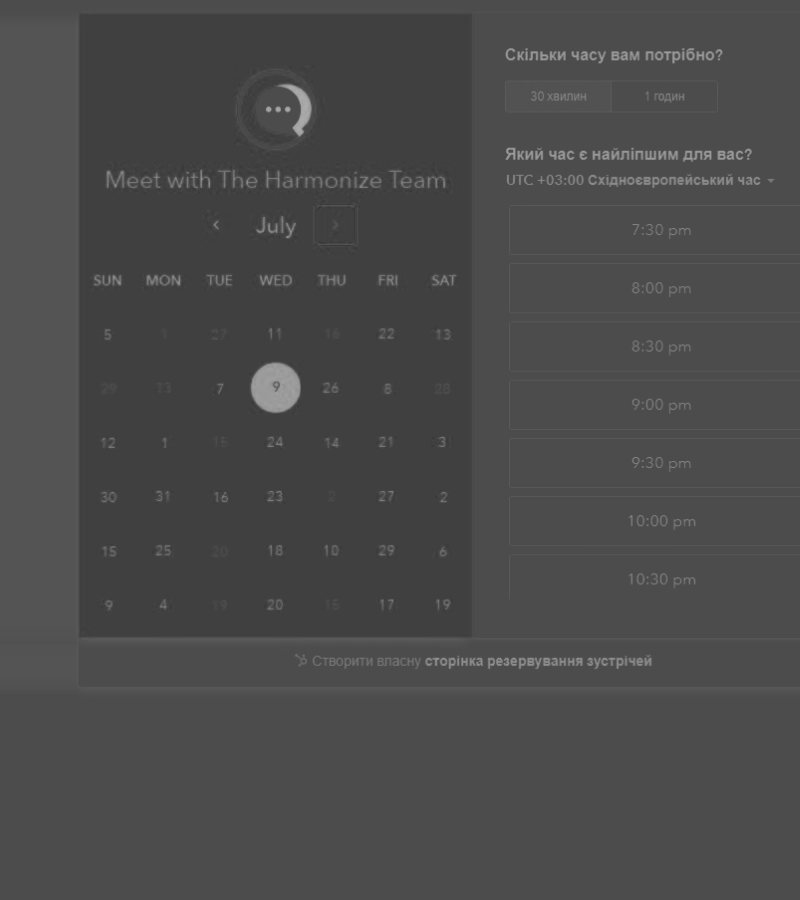 Meet with The Harmonize Team
July
SUN MON TUE WED THU FRI SAT
5 1 27 11 16 22 13
29 13 7 9 26 8 28
12 1 15 24 14 21 3
30 31 16 23 2 27 2
15 25 20 18 10 29 6
9 4 19 20 15 17 19
Скільки часу вам потрібно?
30 хвилин 1 годин
Який час є найліпшим для вас?
UTC +03:00 Східноєвропейський час
7:30 pm
8:00 pm
8:30 pm
9:00 pm
9:30 pm
10:00 pm
10:30 pm
Створити власну сторінка резервування зустрічей